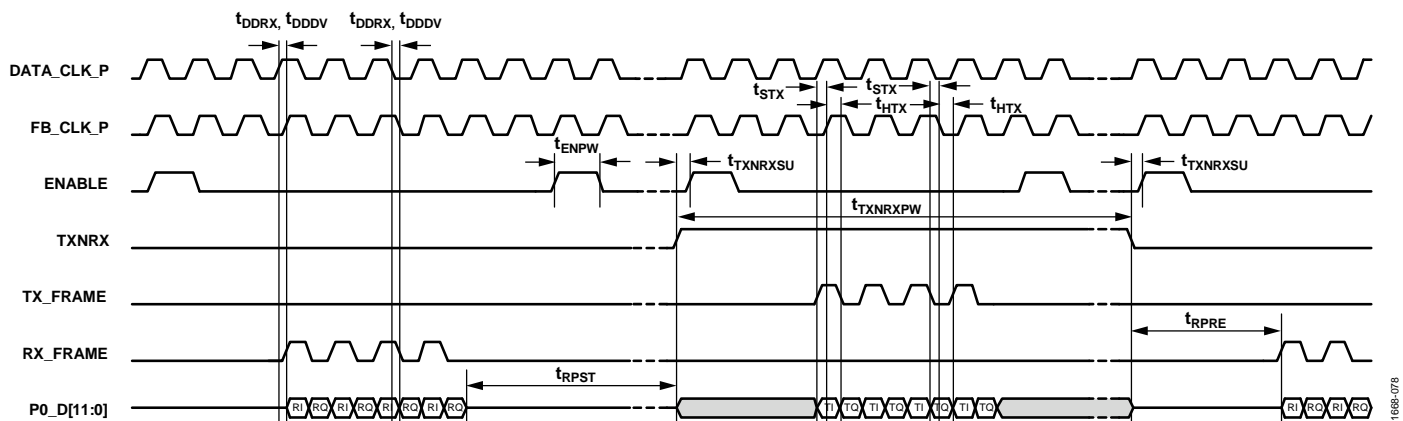 tDDRX, tDDDV tDDRX, tDDDV
DATA_CLK_P
tSTX tSTX
tHTX tHTX
FB_CLK_P
tENPW
tTXNRXSU tTXNRXSU
ENABLE
tTXNRXPW
TXNRX
TX_FRAME
tRPRE
RX_FRAME
tRPST
P0_D[11:0] RI RQ RI RQ RI RQ RI RQ TI TQ TI TQ TI TQ TI TQ RI RQ RI RQ
1668-078